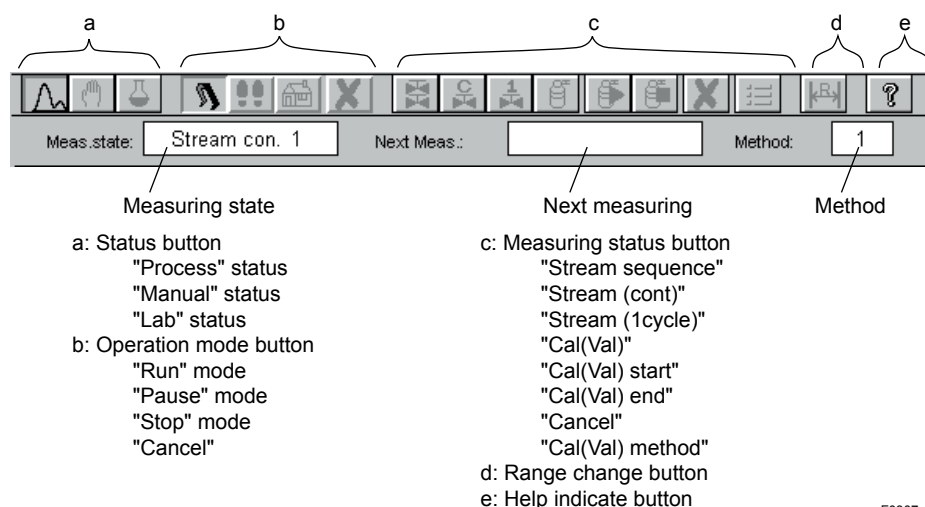 a b c d e
C 1 R ?
Meas.state: Stream con. 1 Next Meas.: Method: 1
Measuring state Next measuring Method
a: Status button
"Process" status
"Manual" status
"Lab" status
b: Operation mode button
"Run" mode
"Pause" mode
"Stop" mode
"Cancel"
c: Measuring status button
"Stream sequence"
"Stream (cont)"
"Stream (1cycle)"
"Cal(Val)"
"Cal(Val) start"
"Cal(Val) end"
"Cancel"
"Cal(Val) method"
d: Range change button
e: Help indicate button